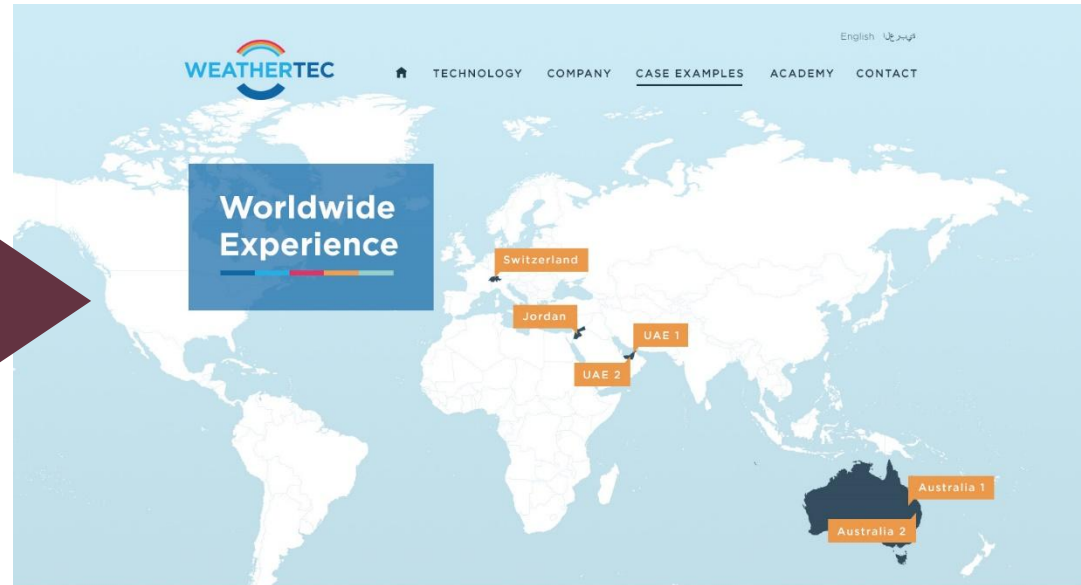 English
WEATHERTEC
TECHNOLOGY COMPANY CASE EXAMPLES ACADEMY CONTACT
Worldwide
Experience
Switzerland
Jordan
UAE 1
UAE 2
Australia 1
Australia 2